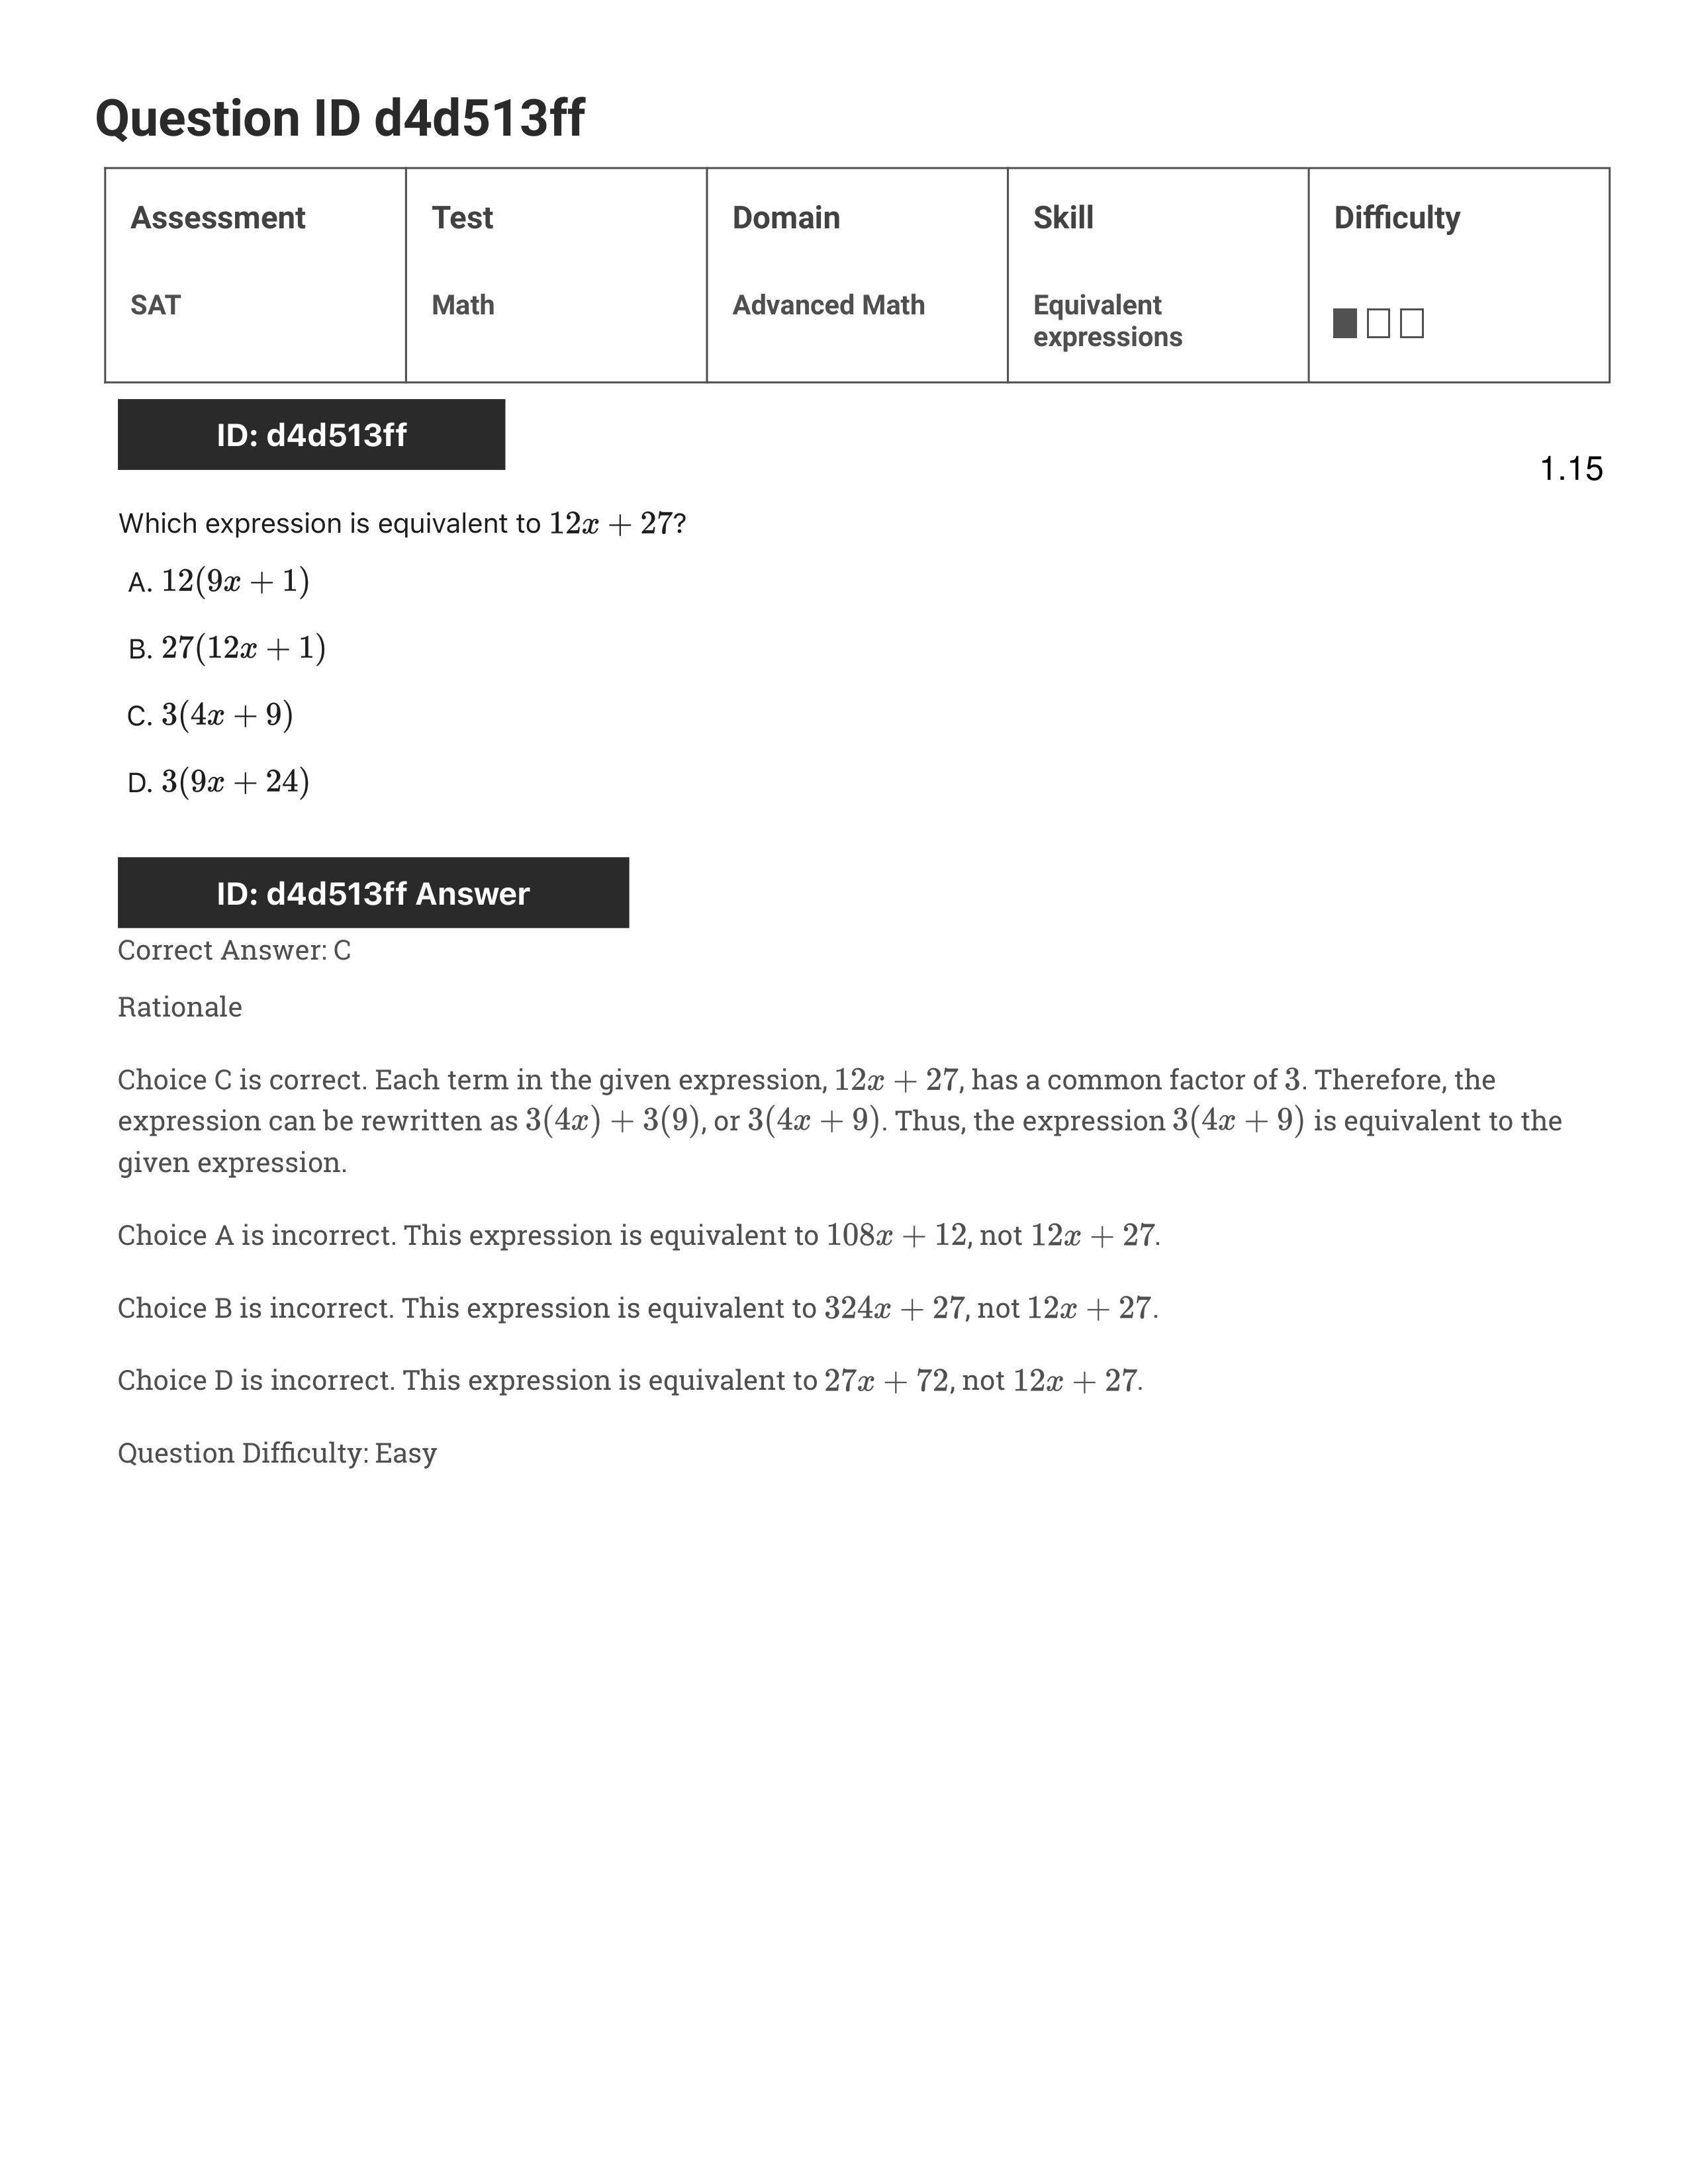 Question ID d4d513ff
Assessment Test Domain Skill Difficulty
SAT Math Advanced Math Equivalent
expressions
ID: d4d513ff
1.15
Which expression is equivalent to 12x + 27?
A. 12(9x + 1)
B. 27(12x + 1)
C. 3(4x + 9)
D. 3(9x + 24)
ID: d4d513ff Answer
Correct Answer: C
Rationale
Choice C is correct. Each term in the given expression, 12x + 27, has a common factor of 3. Therefore, the
expression can be rewritten as 3(4x) + 3(9), or 3(4x + 9). Thus, the expression 3(4x + 9) is equivalent to the
given expression.
Choice A is incorrect. This expression is equivalent to 108x + 12, not 12x + 27.
Choice B is incorrect. This expression is equivalent to 324x + 27, not 12x + 27.
Choice D is incorrect. This expression is equivalent to 27x + 72, not 12x + 27.
Question Difficulty: Easy